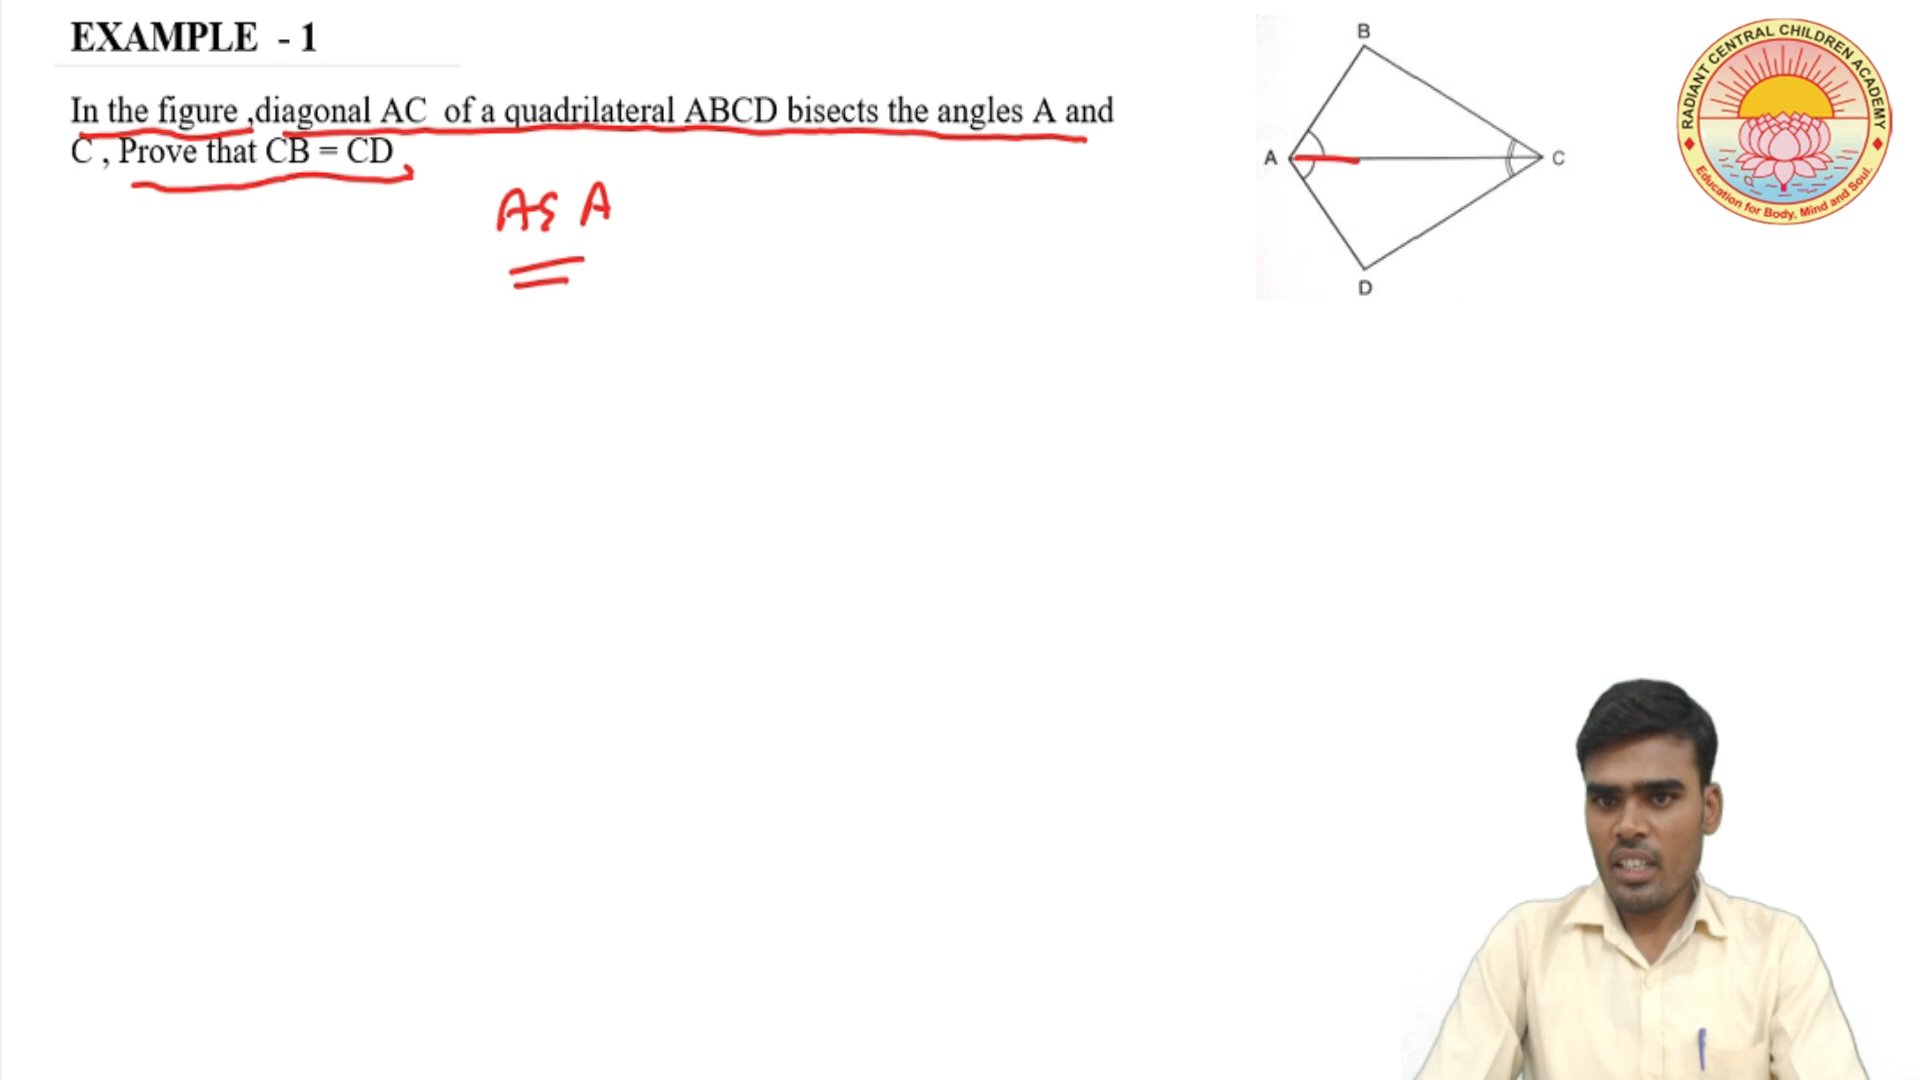 EXAMPLE - 1
In the figure ,diagonal AC of a quadrilateral ABCD bisects the angles A and
C , Prove that CB = CD
ASA
B
A
C
D
RADIANT CENTRAL CHILDREN ACADEMY
Education for Body, Mind and Soul.